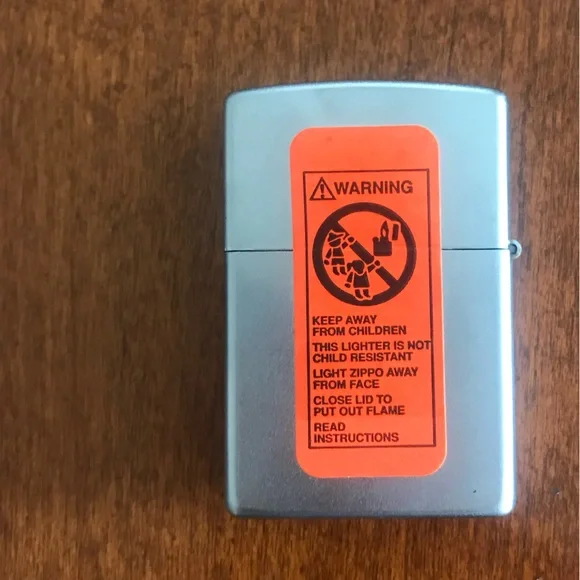 WARNING
KEEP AWAY
FROM CHILDREN
THIS LIGHTER IS NOT
CHILD RESISTANT
LIGHT ZIPPO AWAY
FROM FACE
CLOSE LID TO
PUT OUT FLAME
READ
INSTRUCTIONS